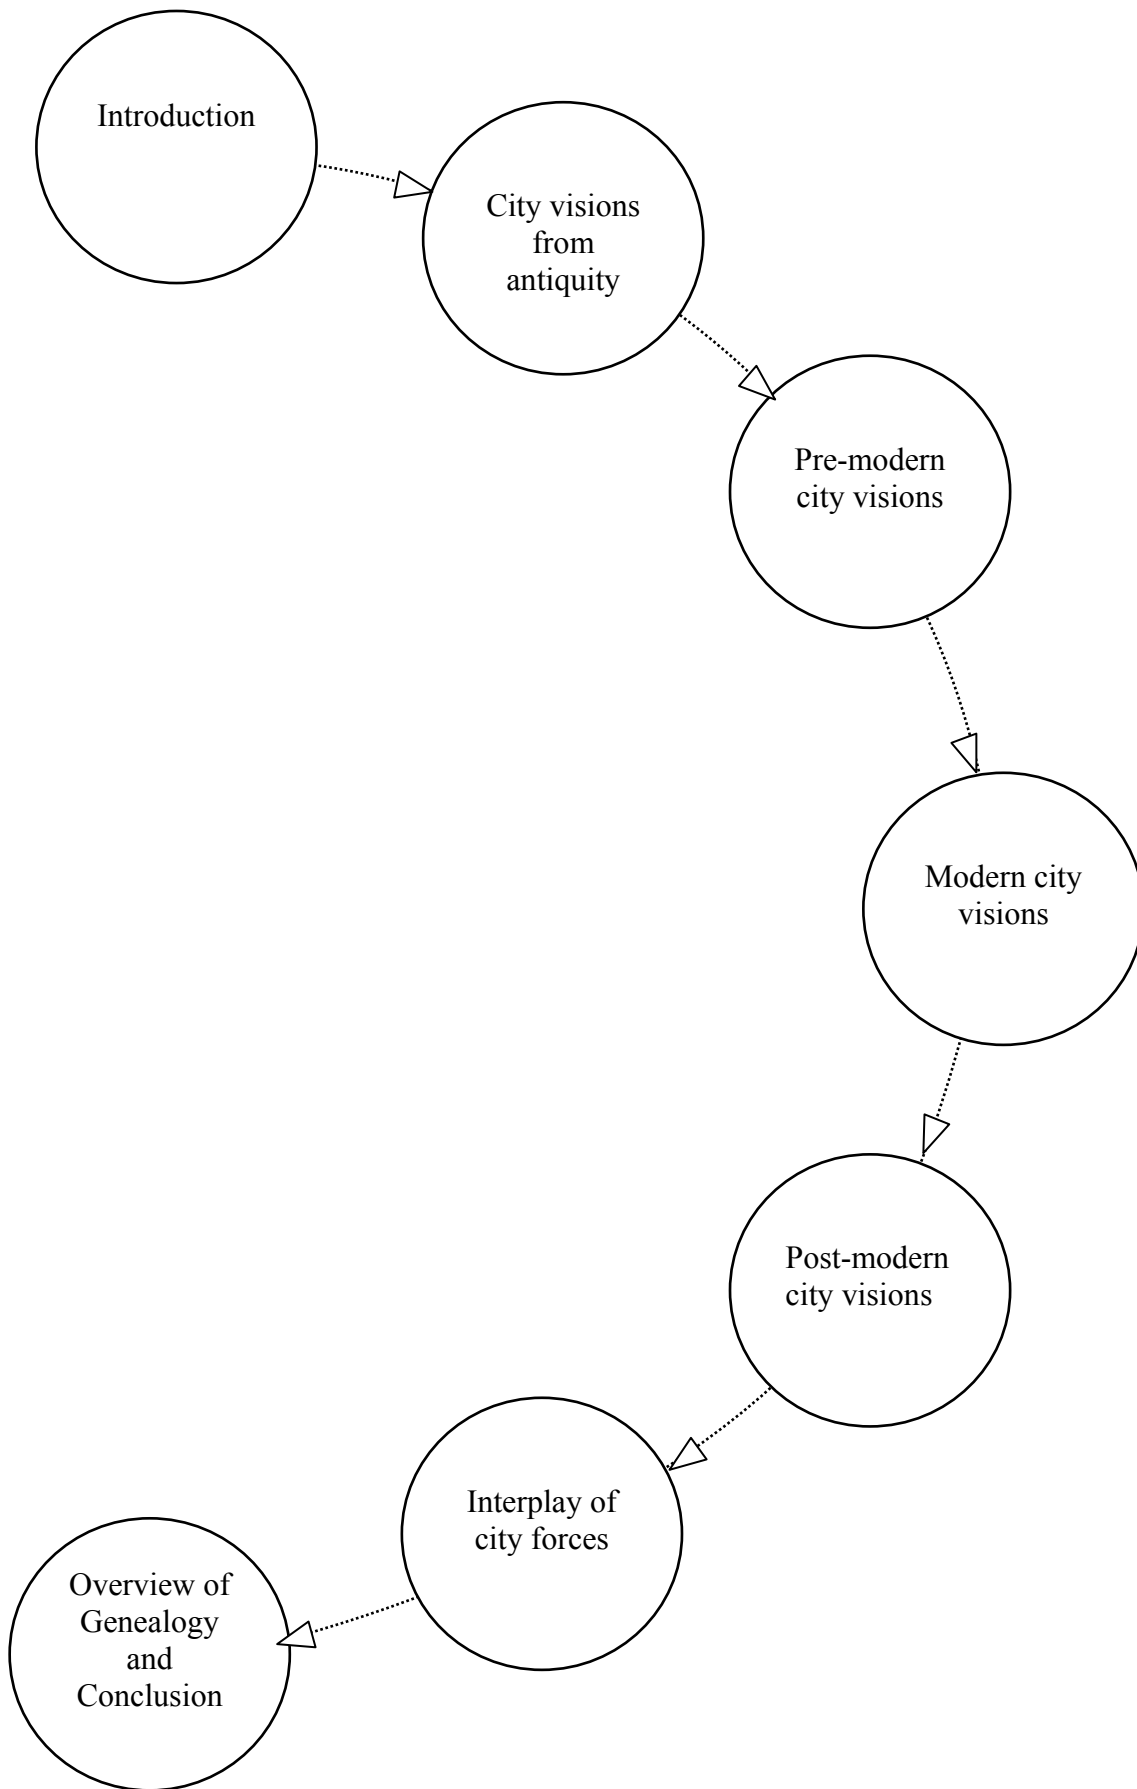 Introduction
City visions
from
antiquity
Pre-modern
city visions
Modern city
visions
Post-modern
city visions
Interplay of
city forces
Overview of
Genealogy
and
Conclusion